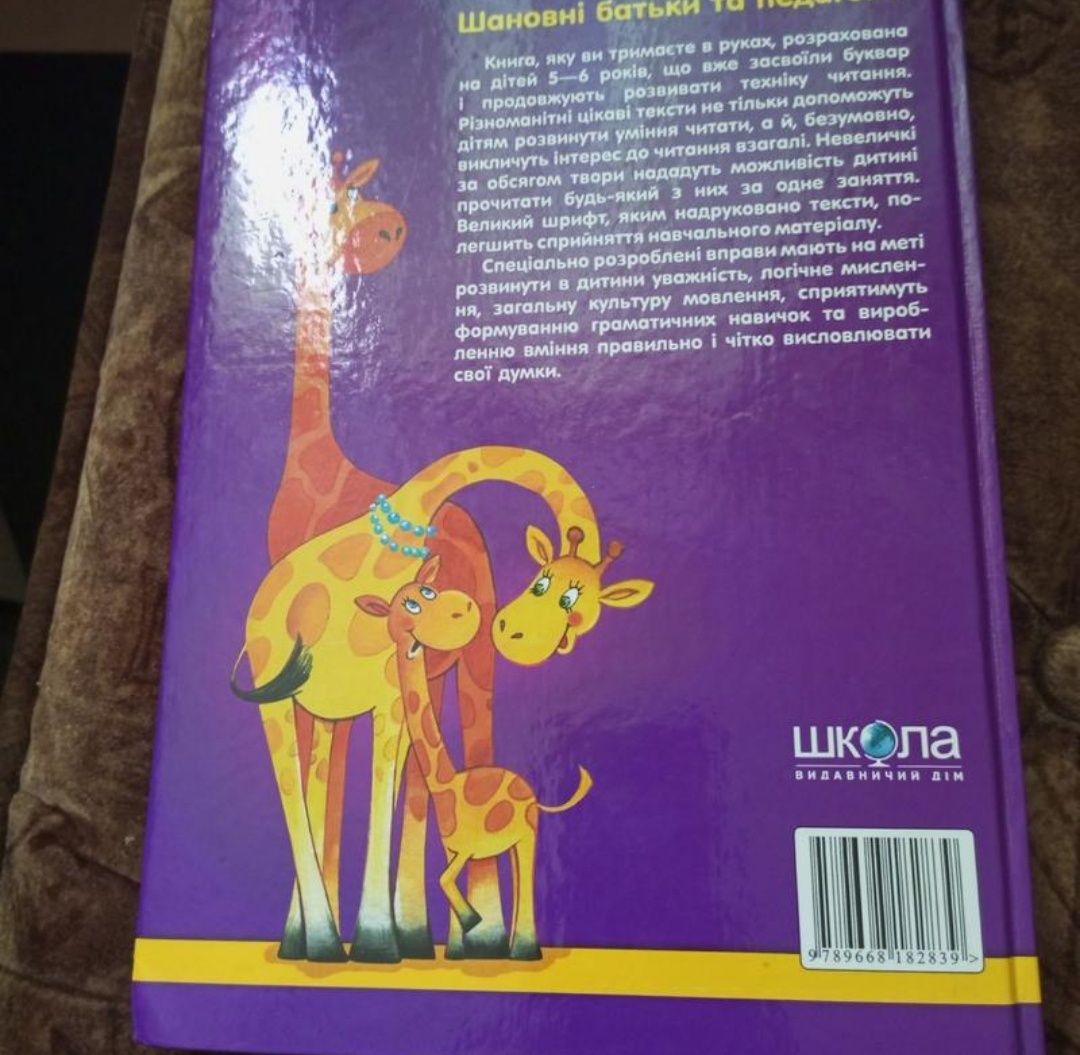 Шановні батьки та
Книга, яку ви тримаєте в руках, розрахована
на дітей 5—6 років, що вже засвоїли буквар
і продовжують розвивати техніку читання.
Різноманітні цікаві тексти не тільки допоможуть
дітям розвинути уміння читати, а й, безумовно,
викличуть інтерес до читання взагалі. Невеличкі
за обсягом твори нададуть можливість дитині
прочитати будь-який з них за одне заняття.
Великий шрифт, яким надруковано тексти, по-
легшить сприйняття навчального матеріалу.
Спеціально розроблені вправи мають на меті
розвинути в дитини уважність, логічне мислен-
ня, загальну культуру мовлення, сприятимуть
формуванню граматичних навичок та вироб-
ленню вміння правильно і чітко висловлювати
свої думки.
школа
ВИДАВНИЧИЙ ДІМ
9 789668 182839 >